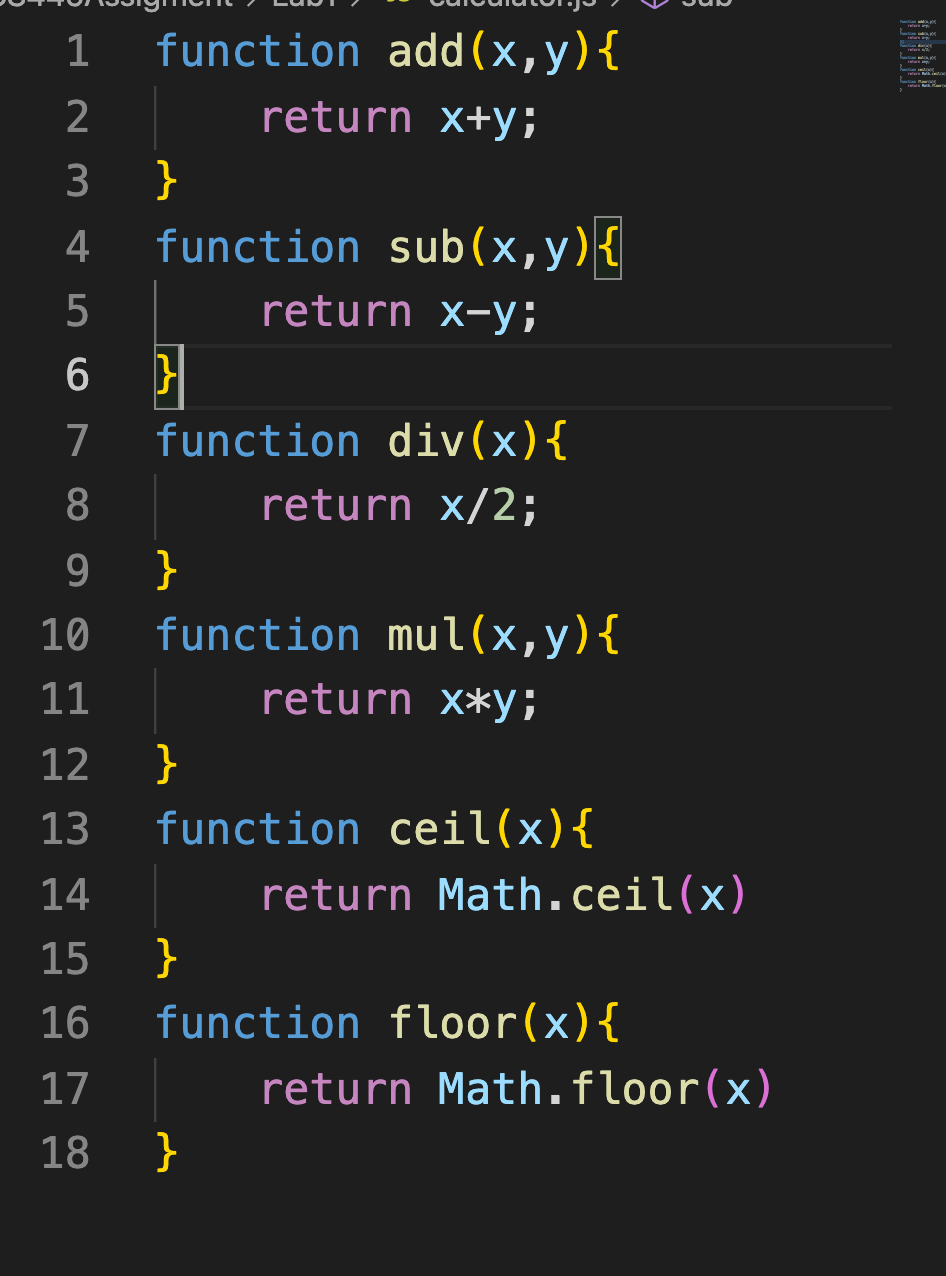 Lab1 > JS calculator.js > sub
1 function add(x,y){
2     return x+y;
3 }
4 function sub(x,y){
5     return x-y;
6 }
7 function div(x){
8     return x/2;
9 }
10 function mul(x,y){
11     return x*y;
12 }
13 function ceil(x){
14     return Math.ceil(x)
15 }
16 function floor(x){
17     return Math.floor(x)
18 }